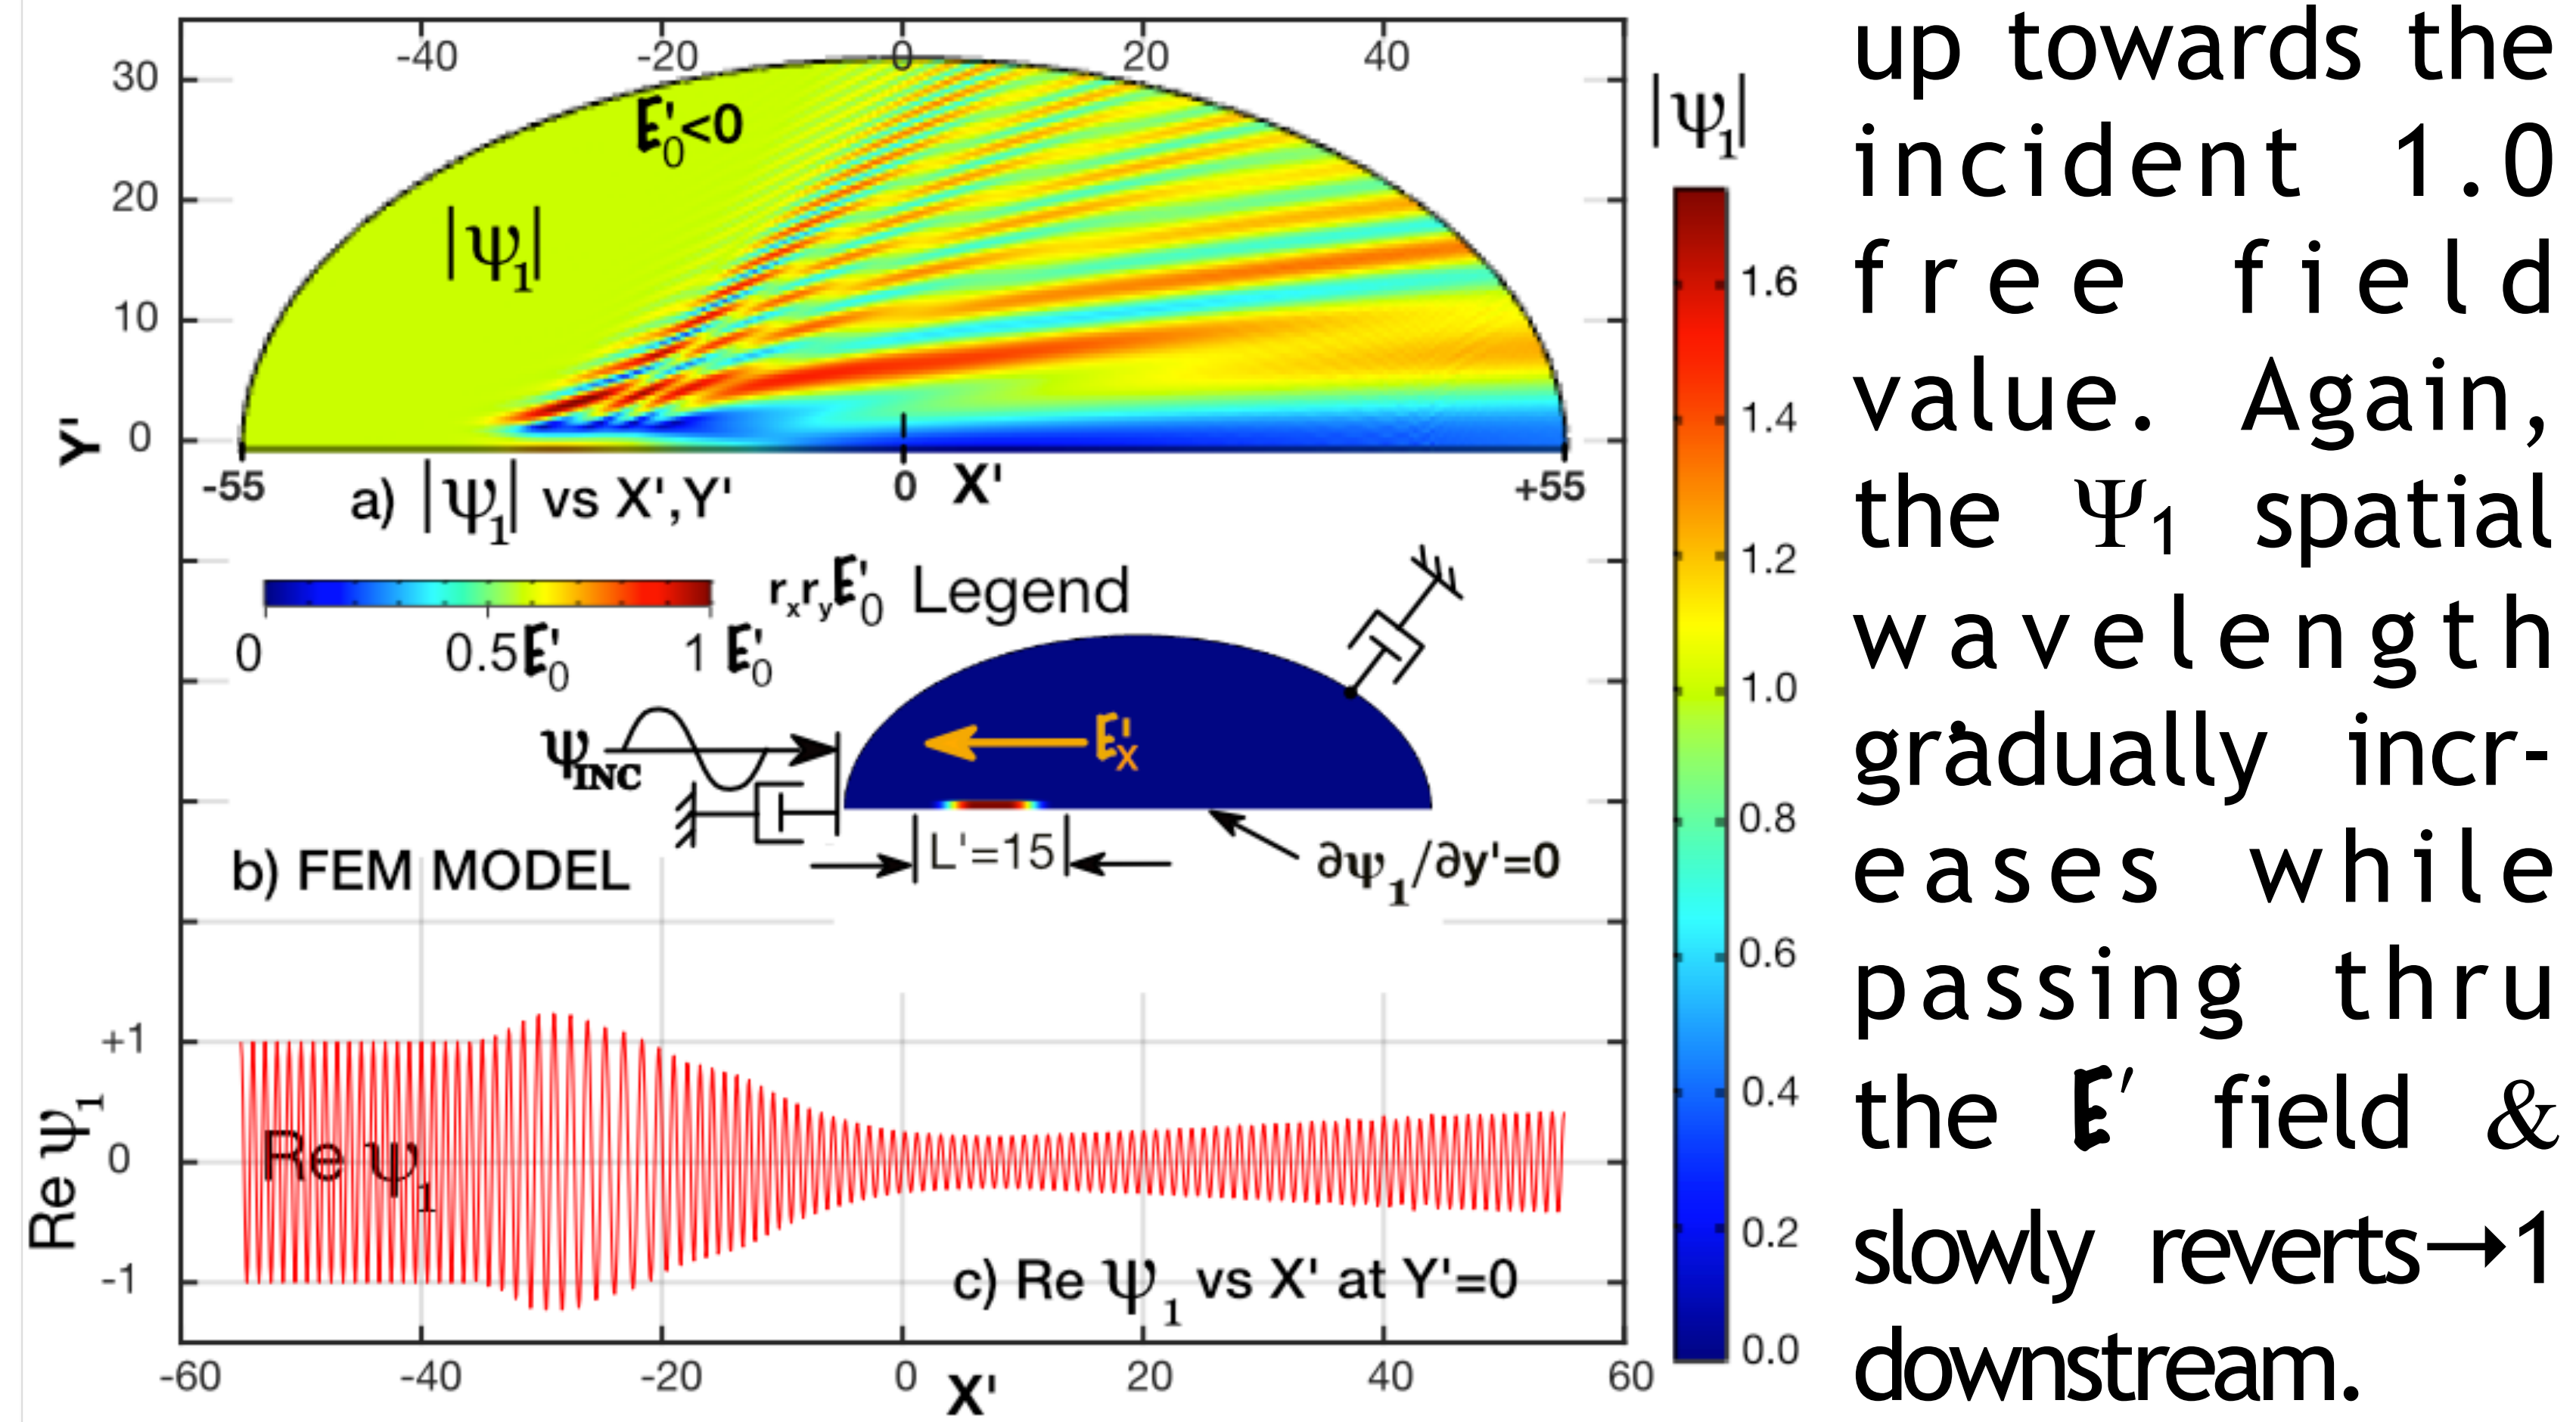 -40 -20 0 20 40
30
20
10
0
Y'
E'₀<0
|ψ₁|
-55 0 X' +55
a) |ψ₁| vs X',Y'
rₓrᵧE'₀ Legend
0 0.5E'₀ 1 E'₀
ψINC
E'X
L'=15
∂ψ₁/∂y'=0
b) FEM MODEL
+1
0
-1
Re ψ₁
Re ψ₁
c) Re ψ₁ vs X' at Y'=0
-60 -40 -20 0 20 40 60
X'
|ψ₁|
1.6
1.4
1.2
1.0
0.8
0.6
0.4
0.2
0.0
up towards the
incident 1.0
free field
value. Again,
the Ψ₁ spatial
wavelength
gradually incr-
eases while
passing thru
the E′ field &
slowly reverts→1
downstream.